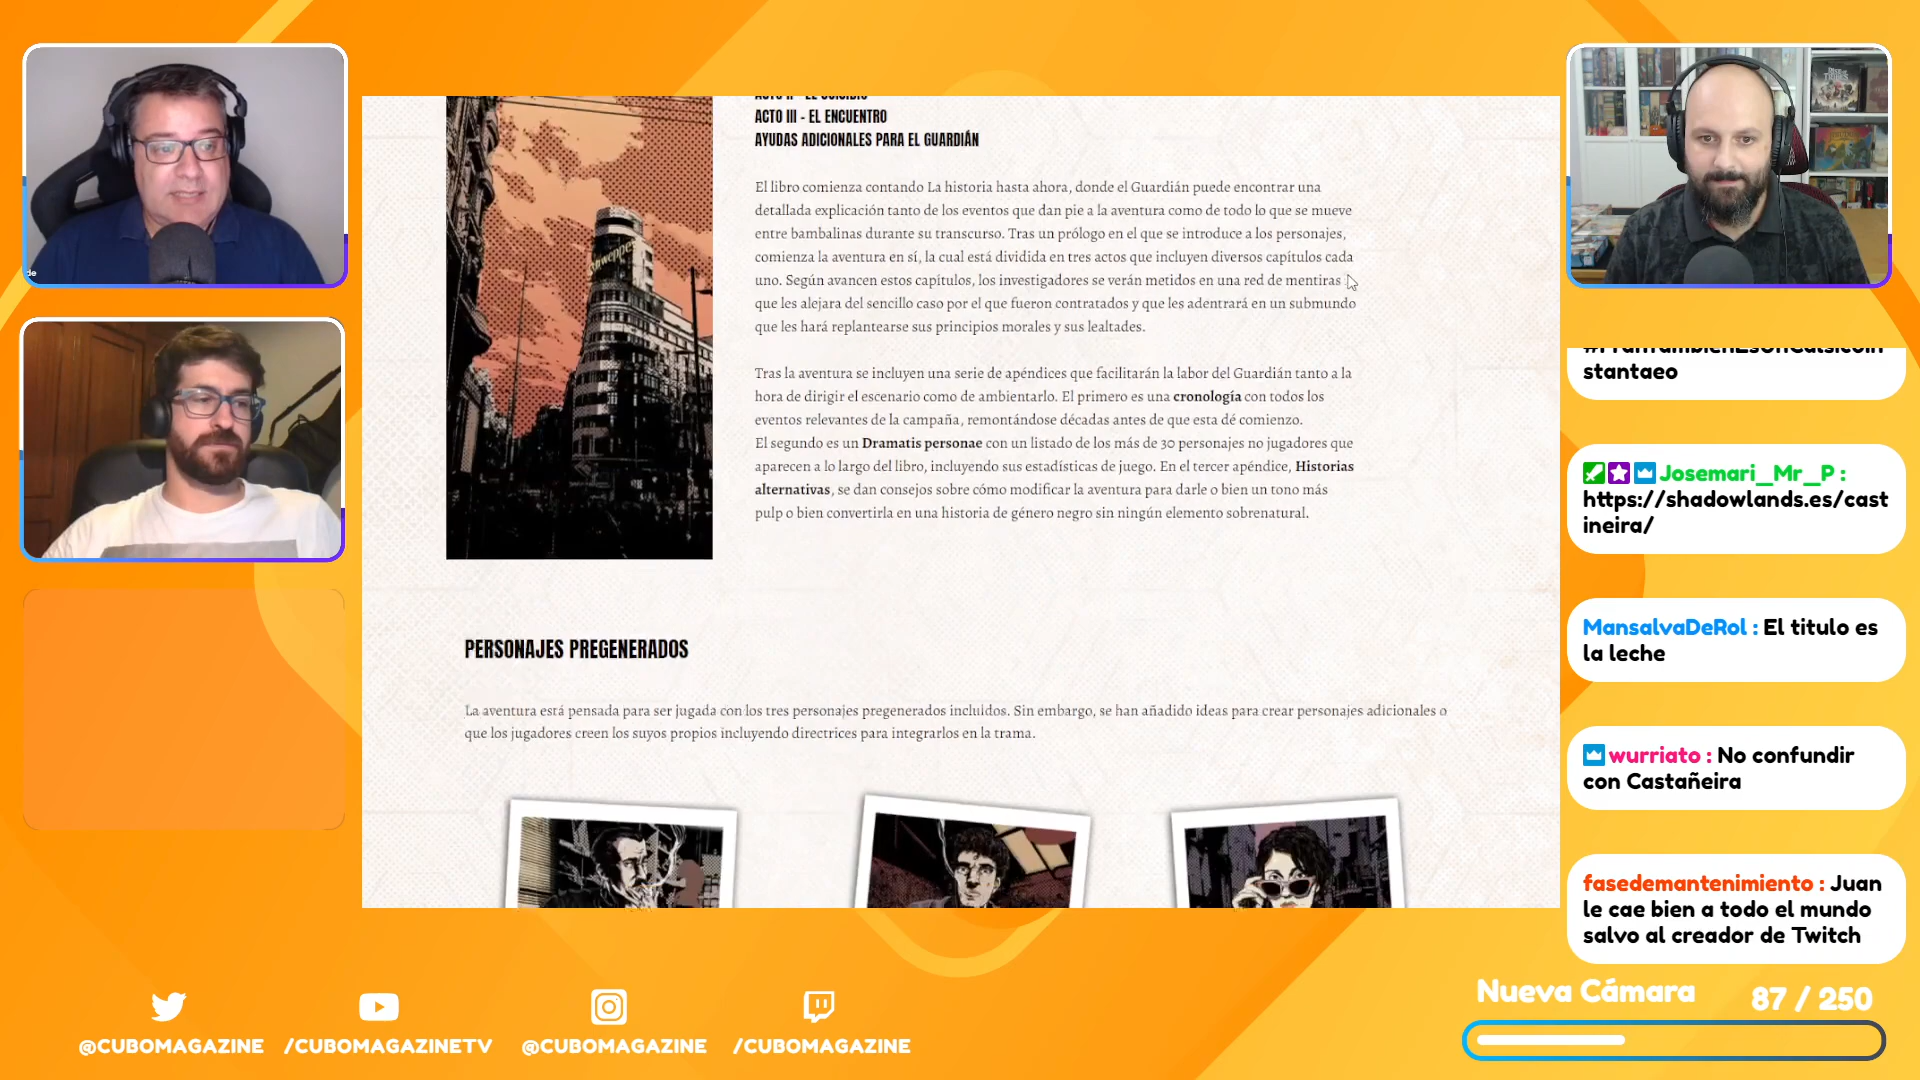 ACTO III - EL ENCUENTRO
AYUDAS ADICIONALES PARA EL GUARDIÁN
El libro comienza contando La historia hasta ahora, donde el Guardián puede encontrar una
detallada explicación tanto de los eventos que dan pie a la aventura como de todo lo que se mueve
entre bambalinas durante su transcurso. Tras un prólogo en el que se introduce a los personajes,
comienza la aventura en sí, la cual está dividida en tres actos que incluyen diversos capítulos cada
uno. Según avancen estos capítulos, los investigadores se verán metidos en una red de mentiras
que les alejara del sencillo caso por el que fueron contratados y que les adentrará en un submundo
que les hará replantearse sus principios morales y sus lealtades.
Tras la aventura se incluyen una serie de apéndices que facilitarán la labor del Guardián tanto a la
hora de dirigir el escenario como de ambientarlo. El primero es una cronología con todos los
eventos relevantes de la campaña, remontándose décadas antes de que esta dé comienzo.
El segundo es un Dramatis personae con un listado de los más de 30 personajes no jugadores que
aparecen a lo largo del libro, incluyendo sus estadísticas de juego. En el tercer apéndice, Historias
alternativas, se dan consejos sobre cómo modificar la aventura para darle o bien un tono más
pulp o bien convertirla en una historia de género negro sin ningún elemento sobrenatural.
Schweppes
PERSONAJES PREGENERADOS
La aventura está pensada para ser jugada con los tres personajes pregenerados incluidos. Sin embargo, se han añadido ideas para crear personajes adicionales o
que los jugadores creen los suyos propios incluyendo directrices para integrarlos en la trama.
de
stantaeo
Josemari_Mr_P :
https://shadowlands.es/cast
ineira/
MansalvaDeRol : El titulo es
la leche
wurriato : No confundir
con Castañeira
fasedemantenimiento : Juan
le cae bien a todo el mundo
salvo al creador de Twitch
Nueva Cámara 87 / 250
@CUBOMAGAZINE /CUBOMAGAZINETV @CUBOMAGAZINE /CUBOMAGAZINE